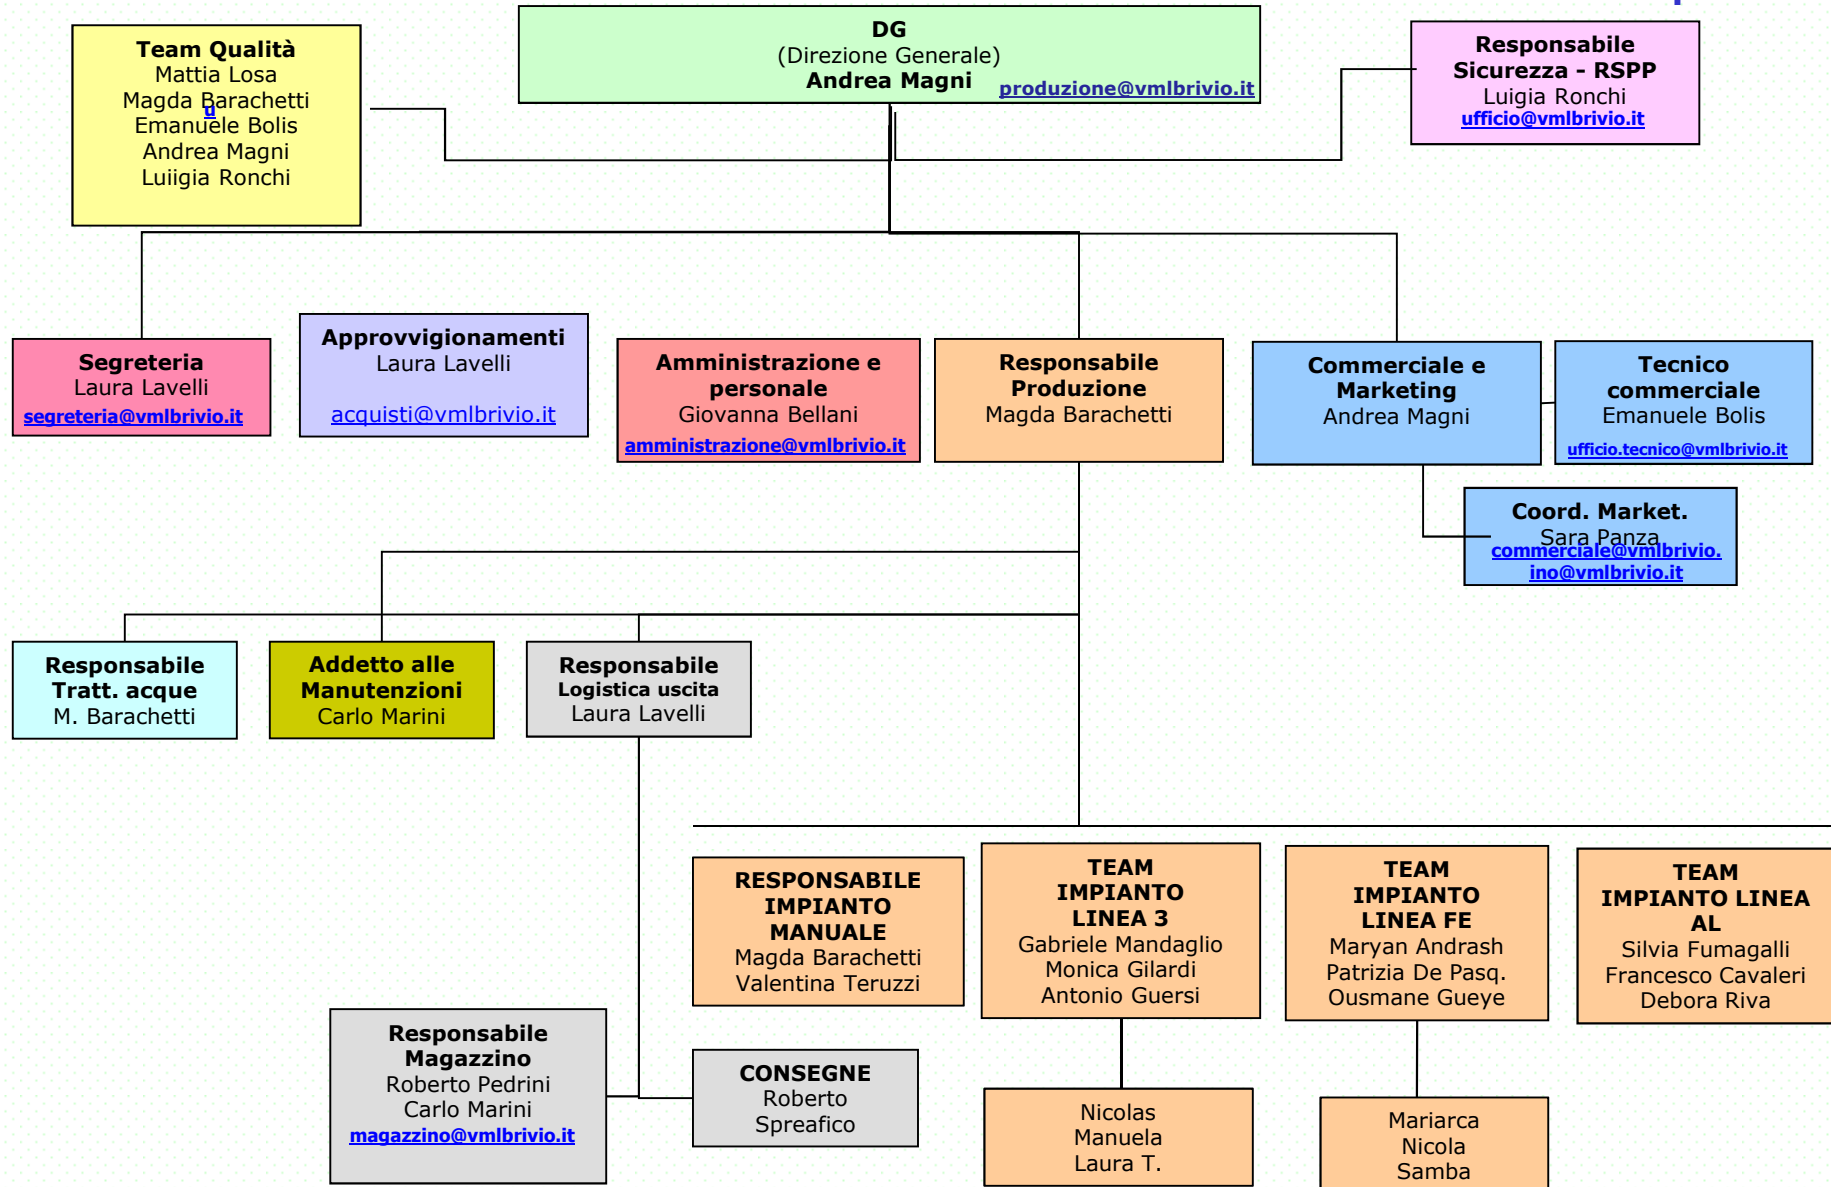 Team Qualità
Mattia Losa
Magda Barachetti
u
Emanuele Bolis
Andrea Magni
Luiigia Ronchi
DG
(Direzione Generale)
Andrea Magni
produzione@vmlbrivio.it
Responsabile
Sicurezza - RSPP
Luigia Ronchi
ufficio@vmlbrivio.it
Segreteria
Laura Lavelli
segreteria@vmlbrivio.it
Approvvigionamenti
Laura Lavelli
acquisti@vmlbrivio.it
Amministrazione e
personale
Giovanna Bellani
amministrazione@vmlbrivio.it
Responsabile
Produzione
Magda Barachetti
Commerciale e
Marketing
Andrea Magni
Tecnico
commerciale
Emanuele Bolis
ufficio.tecnico@vmlbrivio.it
Coord. Market.
Sara Panza
commerciale@vmlbrivio.
ino@vmlbrivio.it
Responsabile
Tratt. acque
M. Barachetti
Addetto alle
Manutenzioni
Carlo Marini
Responsabile
Logistica uscita
Laura Lavelli
RESPONSABILE
IMPIANTO
MANUALE
Magda Barachetti
Valentina Teruzzi
TEAM
IMPIANTO
LINEA 3
Gabriele Mandaglio
Monica Gilardi
Antonio Guersi
TEAM
IMPIANTO
LINEA FE
Maryan Andrash
Patrizia De Pasq.
Ousmane Gueye
TEAM
IMPIANTO LINEA
AL
Silvia Fumagalli
Francesco Cavaleri
Debora Riva
Responsabile
Magazzino
Roberto Pedrini
Carlo Marini
magazzino@vmlbrivio.it
CONSEGNE
Roberto
Spreafico
Nicolas
Manuela
Laura T.
Mariarca
Nicola
Samba